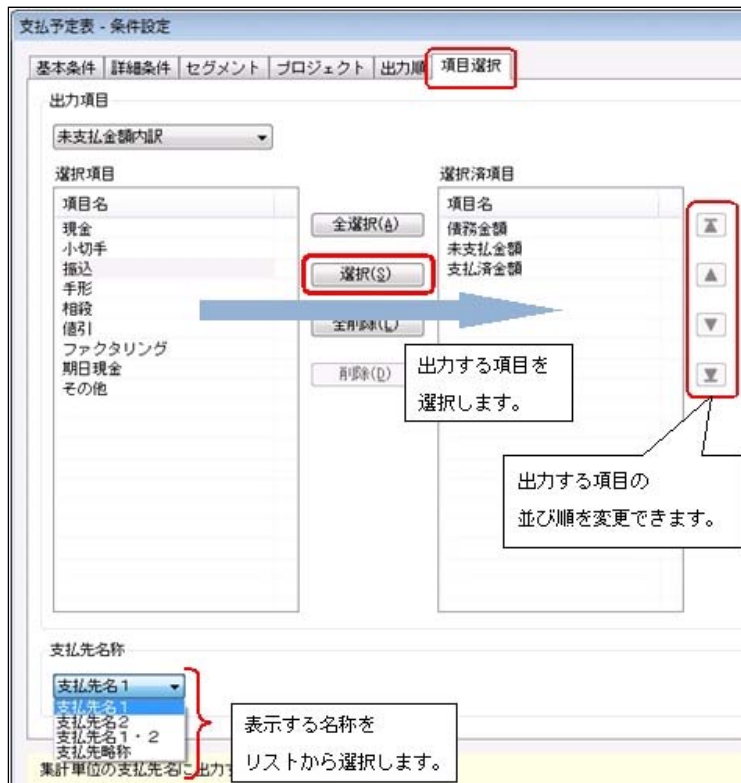 支払予定表 - 条件設定
基本条件 詳細条件 セグメント プロジェクト 出力順 項目選択
出力項目
未支払金額内訳
選択項目
項目名
現金
小切手
振込
手形
相殺
値引
ファクタリング
期日現金
その他
全選択(A)
選択(S)
全削除(L)
削除(D)
選択済項目
項目名
債務金額
未支払金額
支払済金額
出力する項目を
選択します。
出力する項目の
並び順を変更できます。
支払先名称
支払先名1
支払先名1
支払先名2
支払先名1・2
支払先略称
表示する名称を
リストから選択します。
集計単位の支払先名に出力す